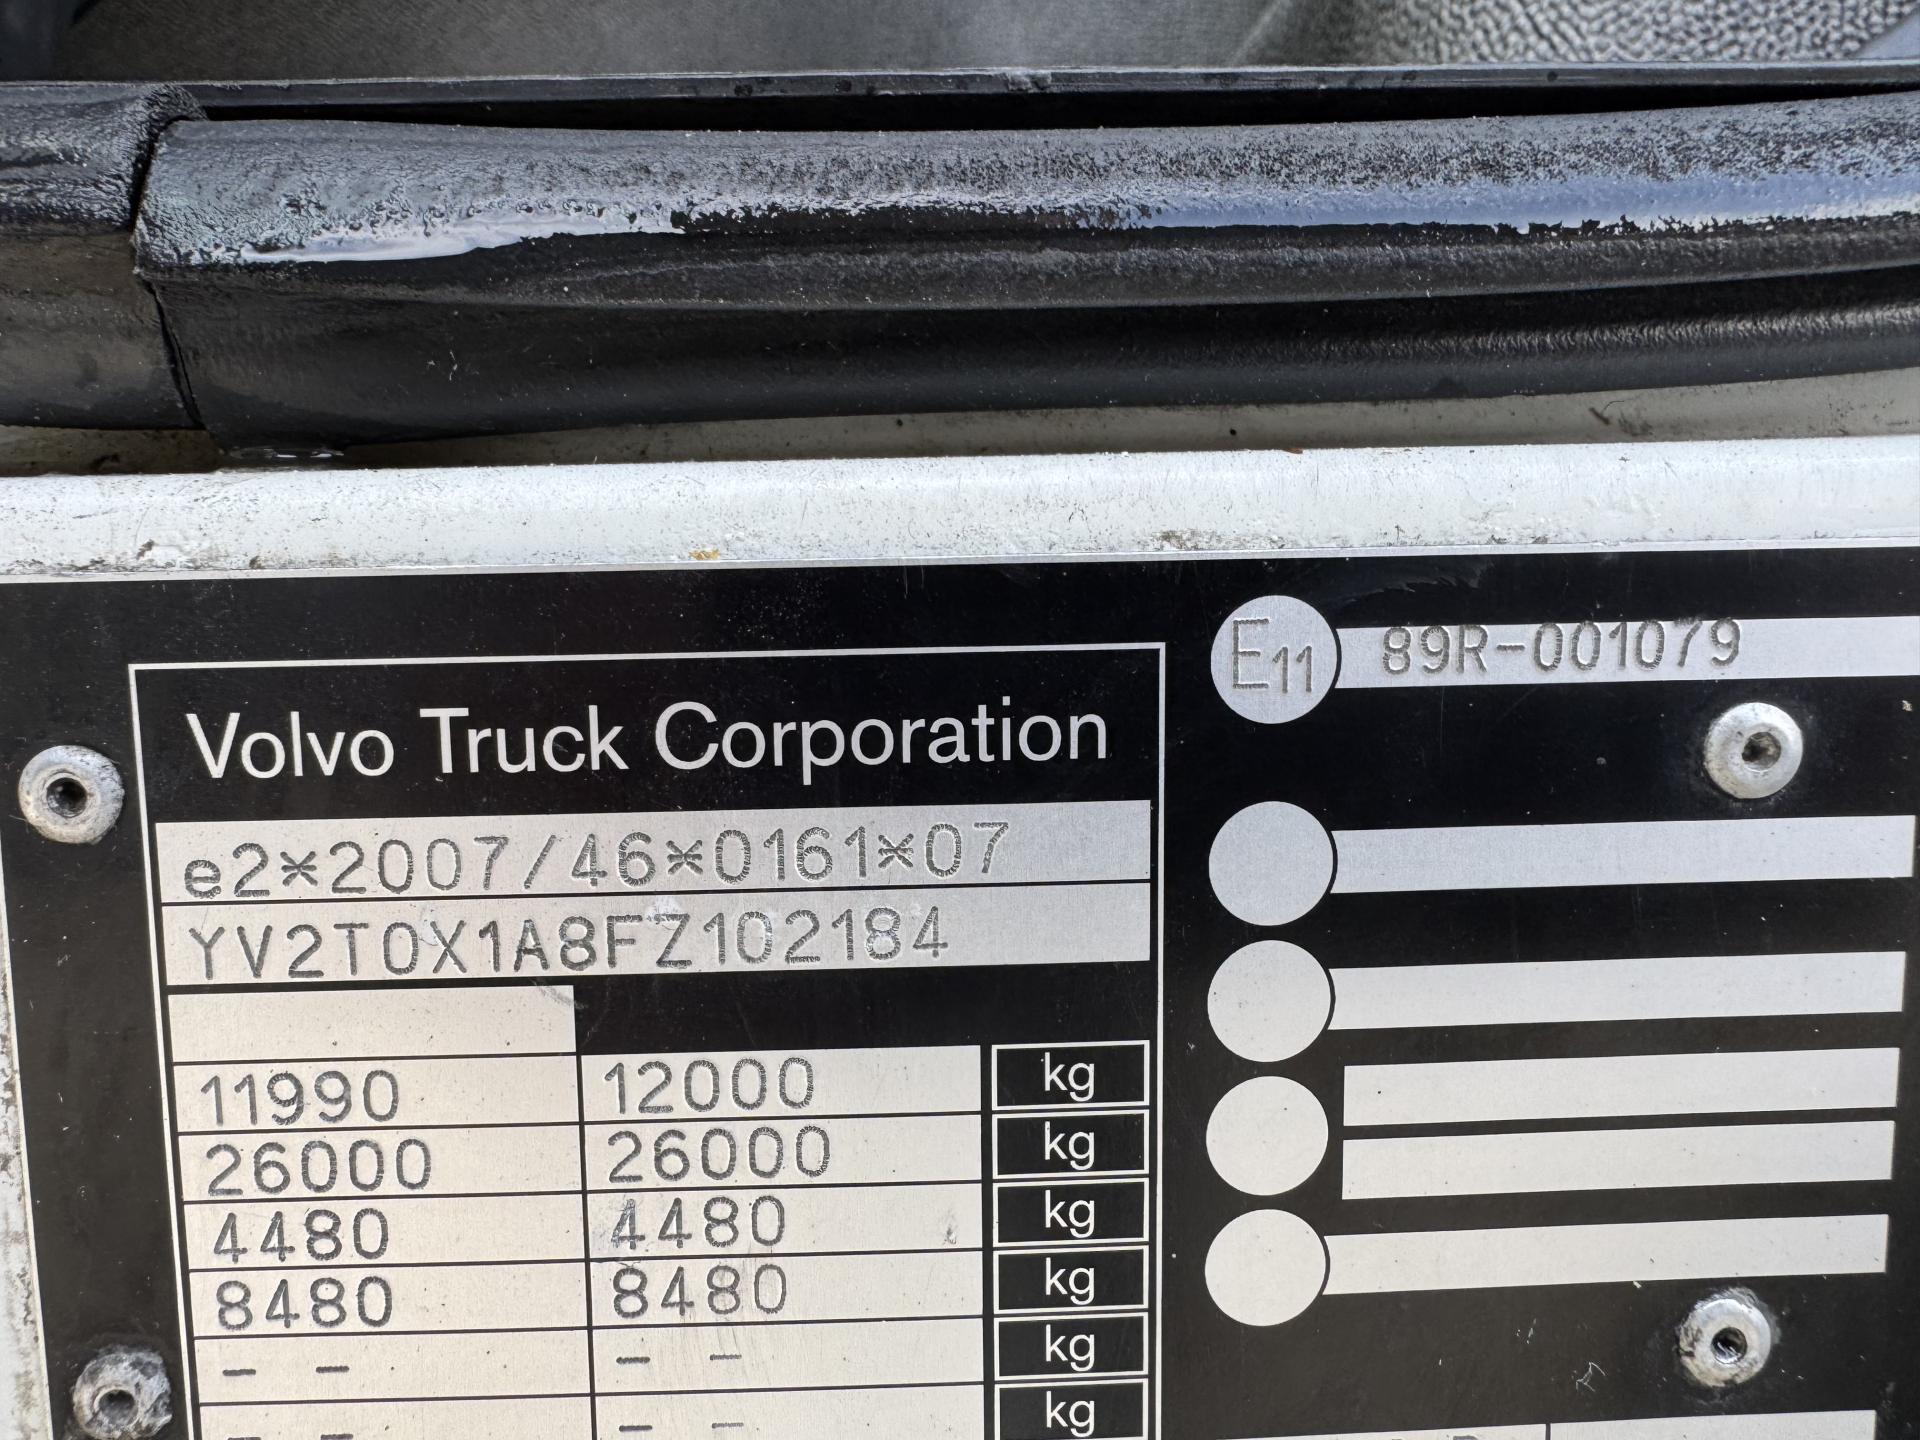 Volvo Truck Corporation
e2*2007/46*0161*07
YV2T0X1A8FZ102184
11990 12000 kg
26000 26000 kg
4480 4480 kg
8480 8480 kg
- - - - kg
- - - - kg
E11 89R-001079